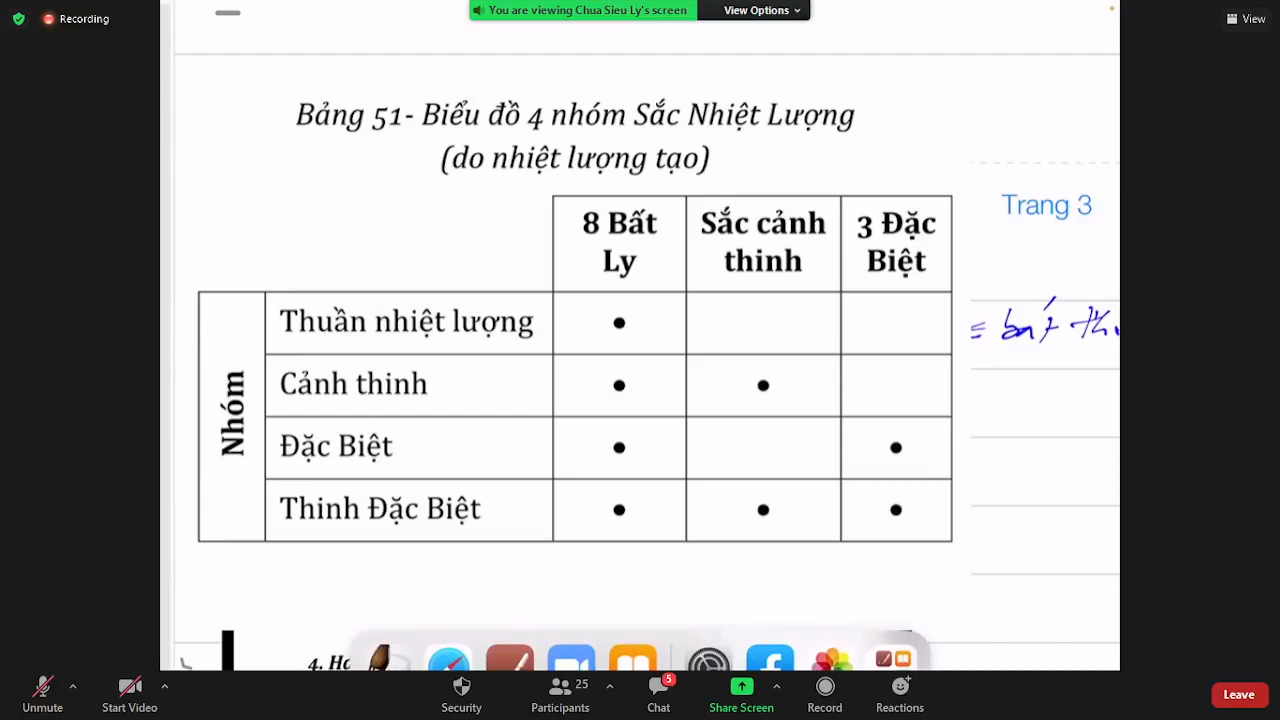 Recording
You are viewing Chua Sieu Ly's screen
View Options
View
Bảng 51- Biểu đồ 4 nhóm Sắc Nhiệt Lượng
(do nhiệt lượng tạo)
Trang 3
8 Bất Ly
Sắc cảnh thinh
3 Đặc Biệt
Nhóm
Thuần nhiệt lượng
Cảnh thinh
Đặc Biệt
Thinh Đặc Biệt
= bất
4.
Unmute
Start Video
Security
25
Participants
5
Chat
Share Screen
Record
Reactions
Leave